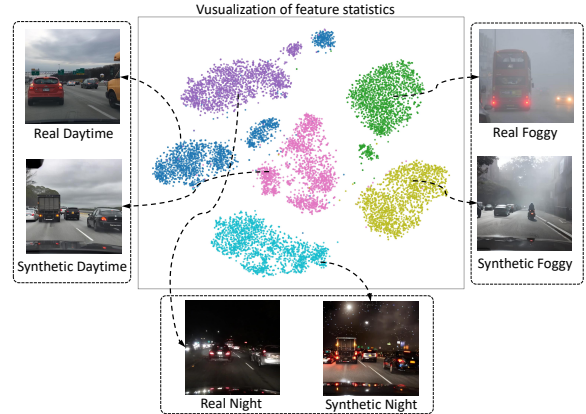 Vusualization of feature statistics
Real Daytime
Synthetic Daytime
Real Foggy
Synthetic Foggy
Real Night
Synthetic Night